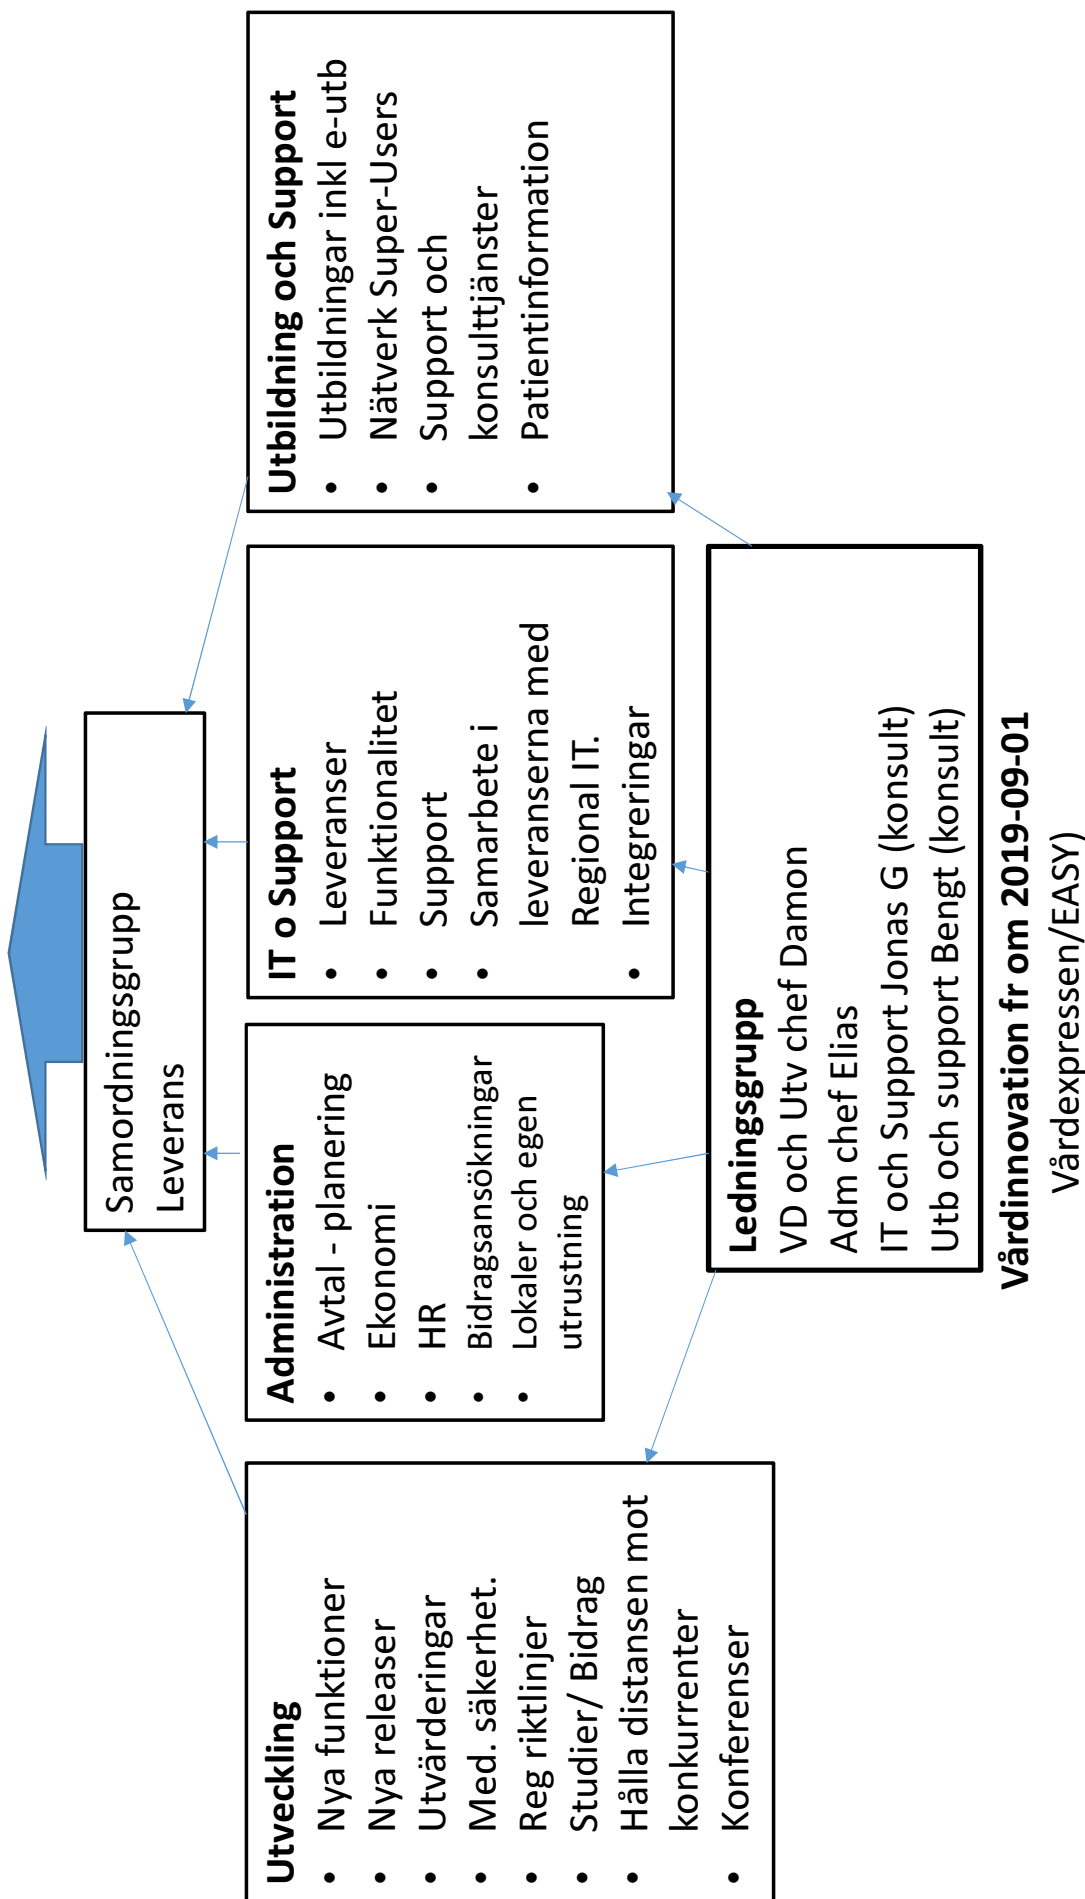 Samordningsgrupp
Leverans
Utveckling
• Nya funktioner
• Nya releaser
• Utvärderingar
• Med. säkerhet.
• Reg riktlinjer
• Studier/ Bidrag
• Hålla distansen mot
konkurrenter
• Konferenser
Administration
• Avtal - planering
• Ekonomi
• HR
• Bidragsansökningar
• Lokaler och egen
utrustning
IT o Support
• Leveranser
• Funktionalitet
• Support
• Samarbete i
leveranserna med
Regional IT.
• Integreringar
Utbildning och Support
• Utbildningar inkl e-utb
• Nätverk Super-Users
• Support och
konsulttjänster
• Patientinformation
Ledningsgrupp
VD och Utv chef Damon
Adm chef Elias
IT och Support Jonas G (konsult)
Utb och support Bengt (konsult)
Vårdinnovation fr om 2019-09-01
Vårdexpressen/EASY)